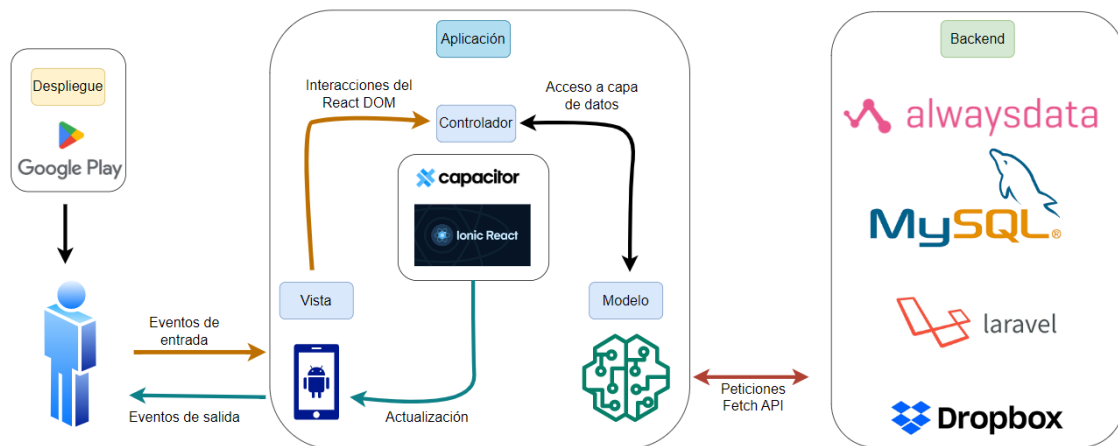 Despliegue
Google Play
Aplicación
Interacciones del
React DOM
Controlador
Acceso a capa
de datos
capacitor
Ionic React
Vista
Modelo
Eventos de
entrada
Eventos de salida
Actualización
Peticiones
Fetch API
Backend
alwaysdata
MySQL®
laravel
Dropbox